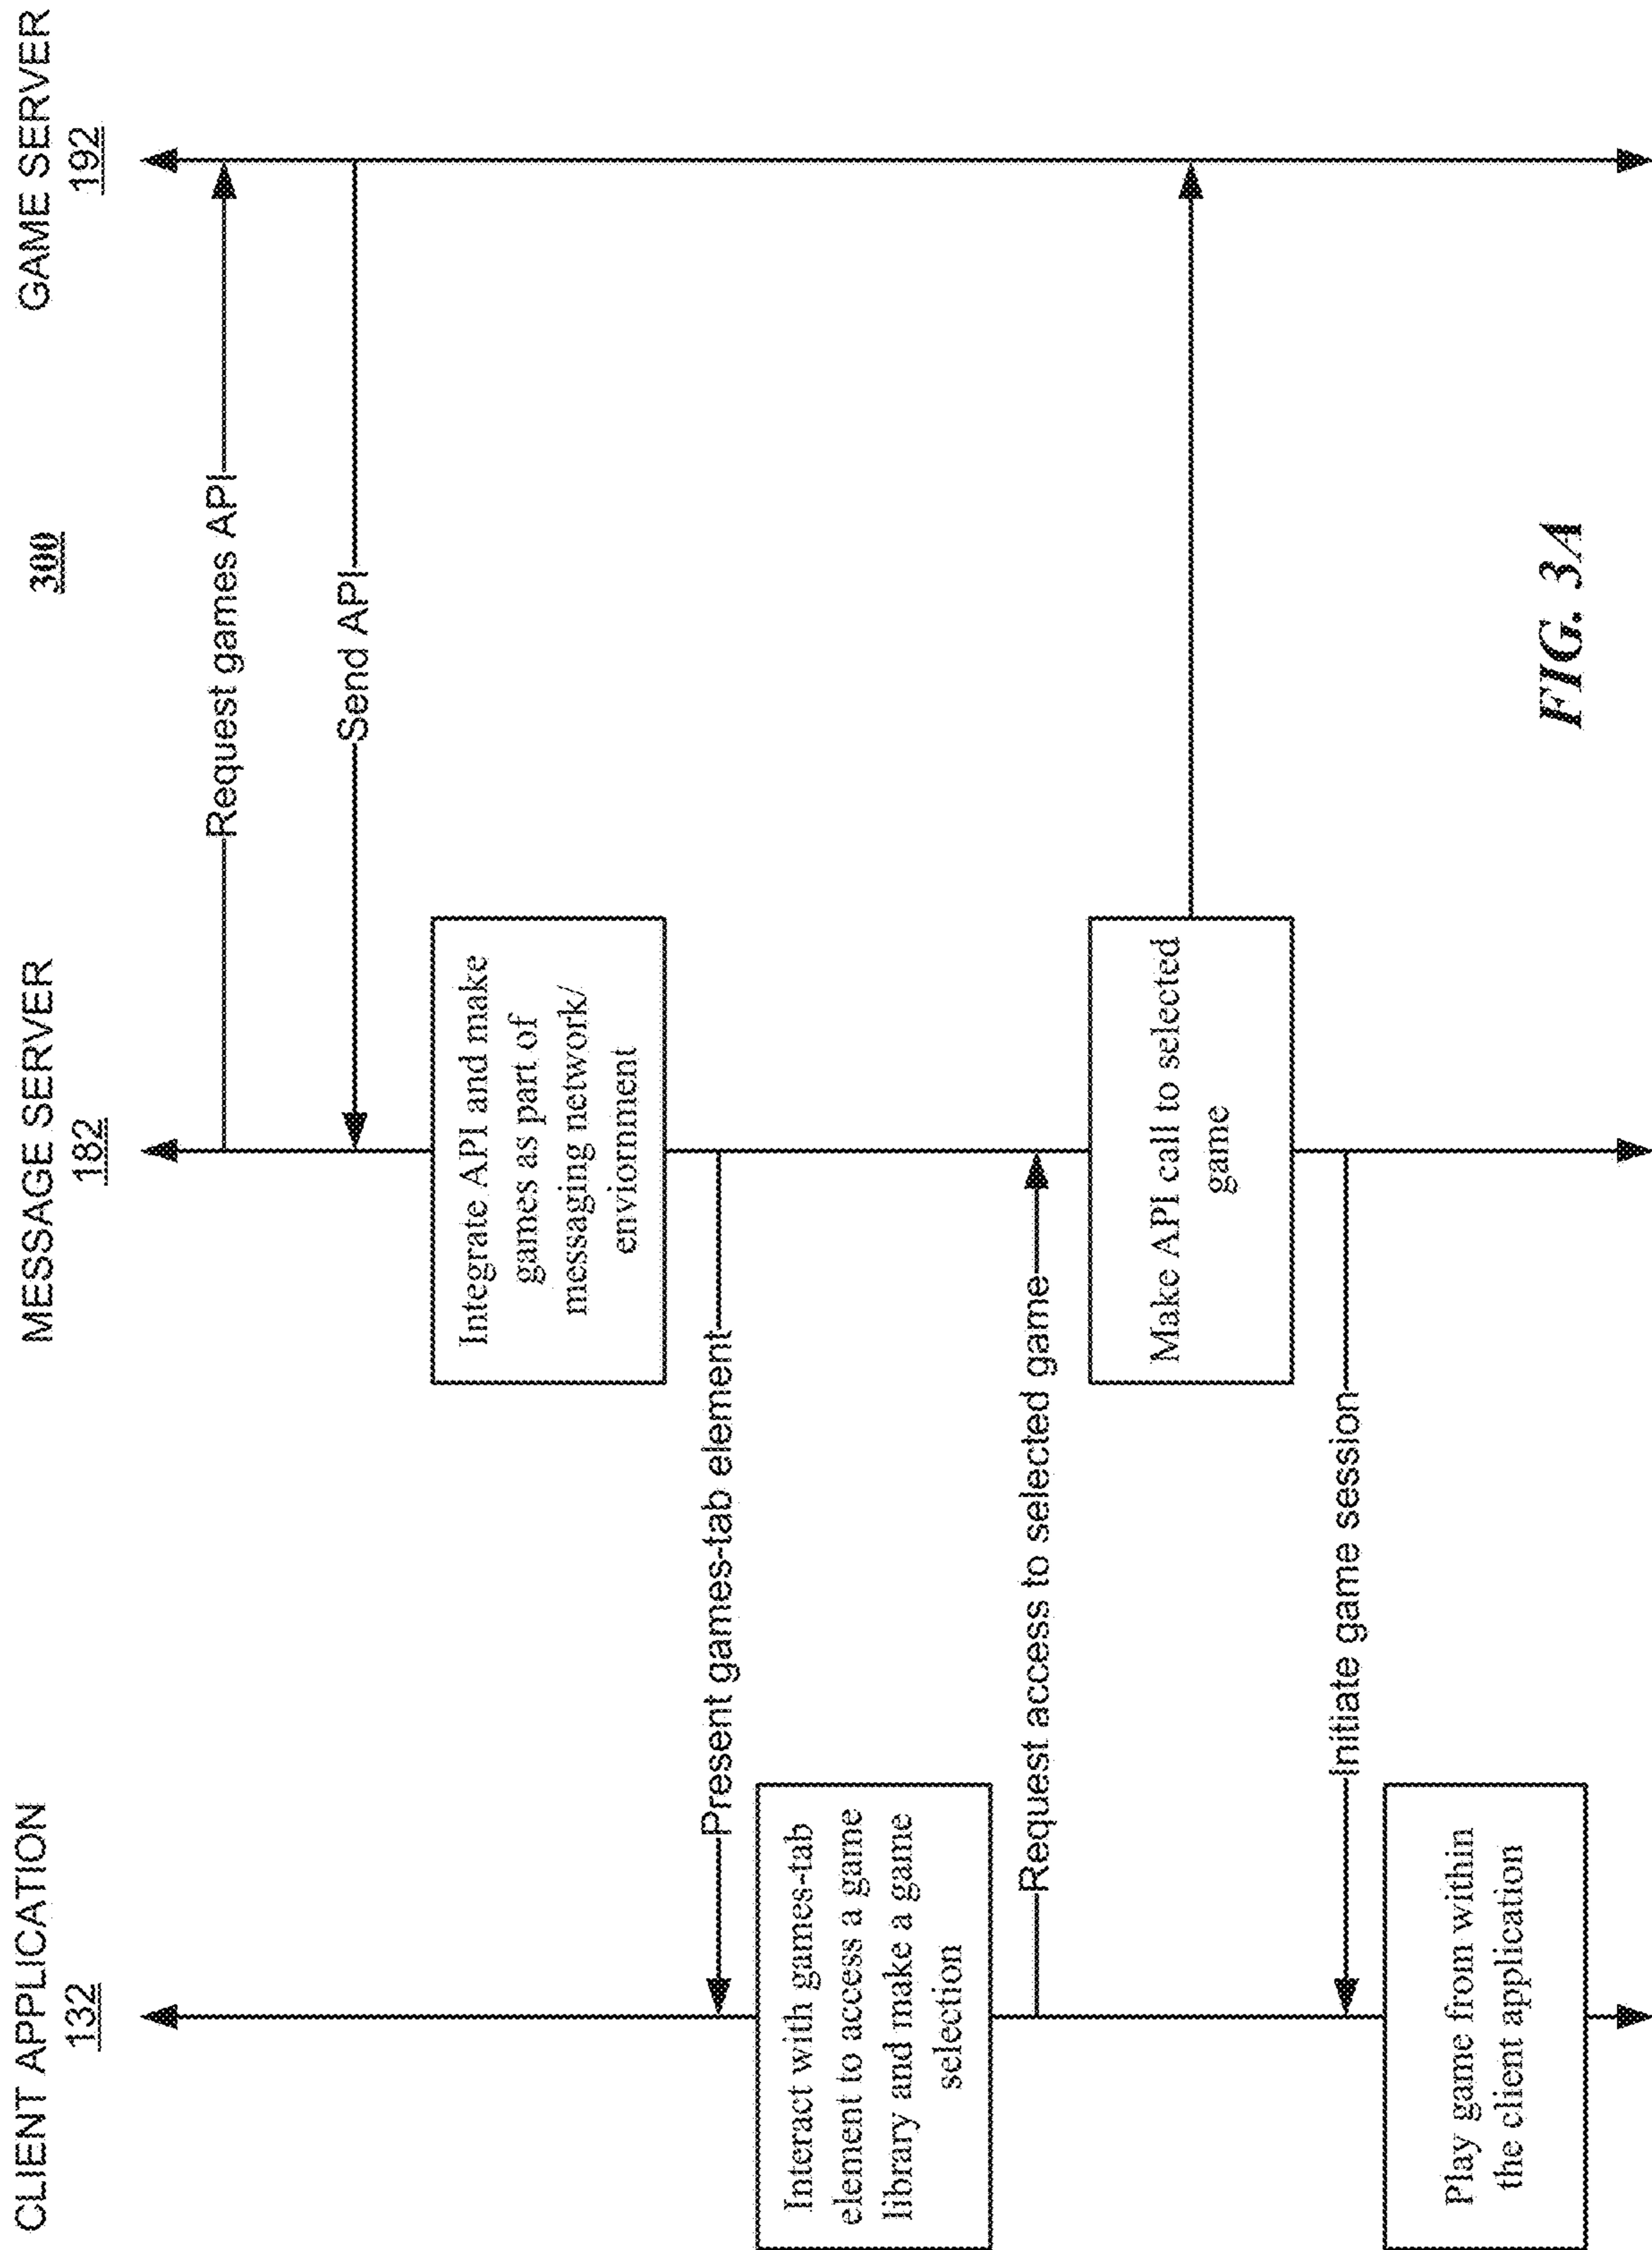 300
CLIENT APPLICATION
132
MESSAGE SERVER
182
GAME SERVER
192
Request games API
Send API
Integrate API and make
games as part of
messaging network/
envionment
Present games-tab element
Interact with games-tab
element to access a game
library and make a game
selection
Request access to selected game
Make API call to selected
game
Initiate game session
Play game from within
the client application
FIG. 3A